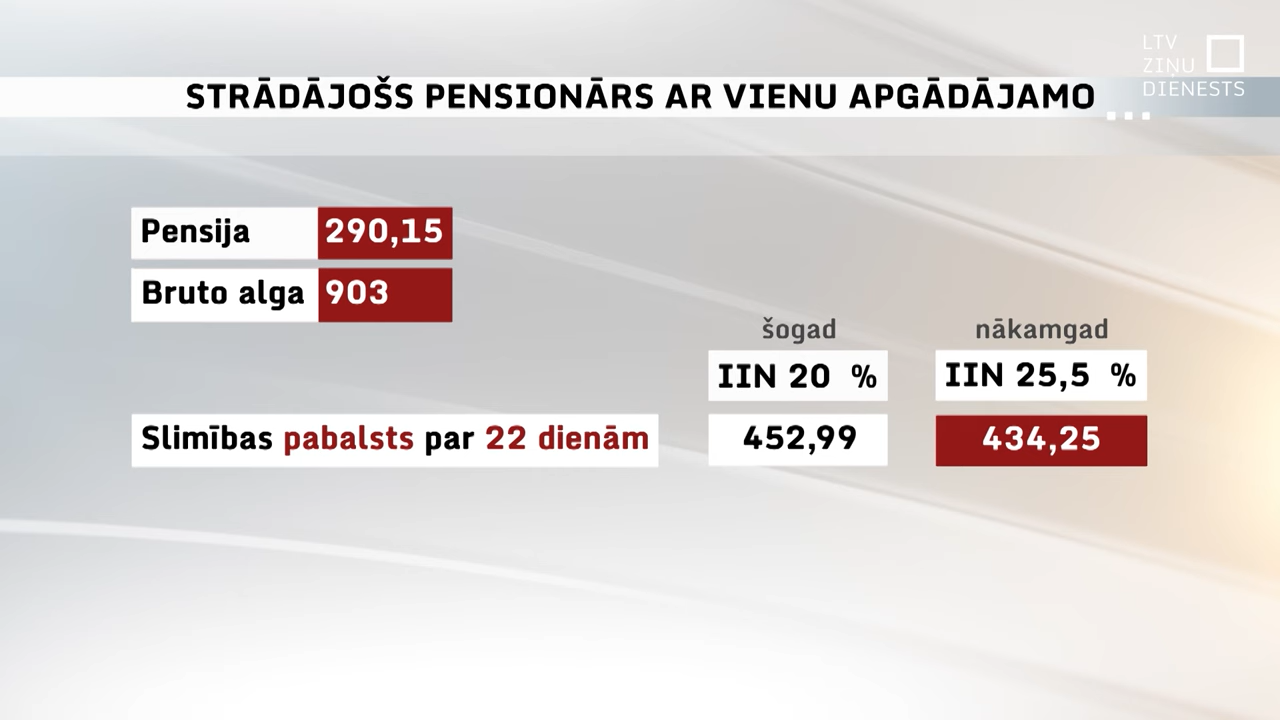 LTV
ZIŅU
DIENESTS
STRĀDĀJOŠS PENSIONĀRS AR VIENU APGĀDĀJAMO
Pensija 290,15
Bruto alga 903
šogad nākamgad
IIN 20 % IIN 25,5 %
Slimības pabalsts par 22 dienām 452,99 434,25